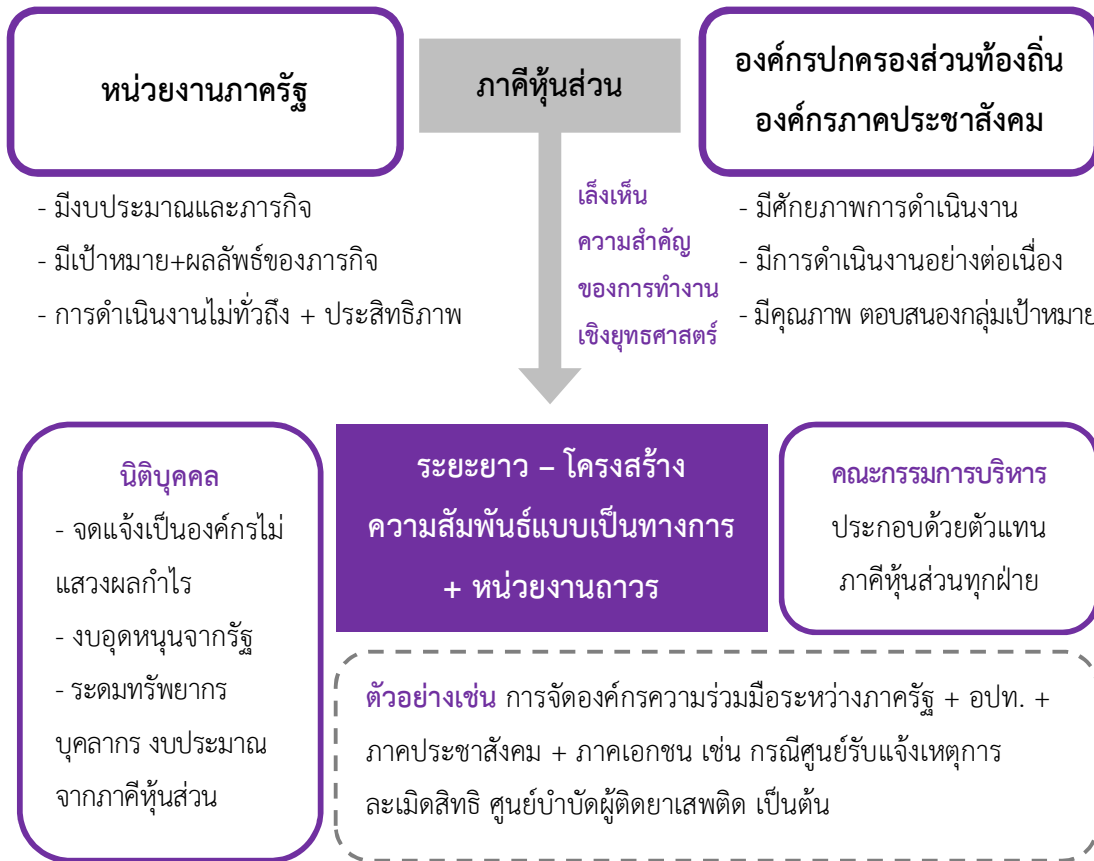 หน่วยงานภาครัฐ
ภาคีหุ้นส่วน
องค์กรปกครองส่วนท้องถิ่น
องค์กรภาคประชาสังคม
- มีงบประมาณและภารกิจ
- มีเป้าหมาย+ผลลัพธ์ของภารกิจ
- การดำเนินงานไม่ทั่วถึง + ประสิทธิภาพ
เล็งเห็น
ความสำคัญ
ของการทำงาน
เชิงยุทธศาสตร์
- มีศักยภาพการดำเนินงาน
- มีการดำเนินงานอย่างต่อเนื่อง
- มีคุณภาพ ตอบสนองกลุ่มเป้าหมาย
นิติบุคคล
- จดแจ้งเป็นองค์กรไม่
แสวงผลกำไร
- งบอุดหนุนจากรัฐ
- ระดมทรัพยากร
บุคลากร งบประมาณ
จากภาคีหุ้นส่วน
ระยะยาว – โครงสร้าง
ความสัมพันธ์แบบเป็นทางการ
+ หน่วยงานถาวร
คณะกรรมการบริหาร
ประกอบด้วยตัวแทน
ภาคีหุ้นส่วนทุกฝ่าย
ตัวอย่างเช่น การจัดองค์กรความร่วมมือระหว่างภาครัฐ + อปท. +
ภาคประชาสังคม + ภาคเอกชน เช่น กรณีศูนย์รับแจ้งเหตุการ
ละเมิดสิทธิ ศูนย์บำบัดผู้ติดยาเสพติด เป็นต้น